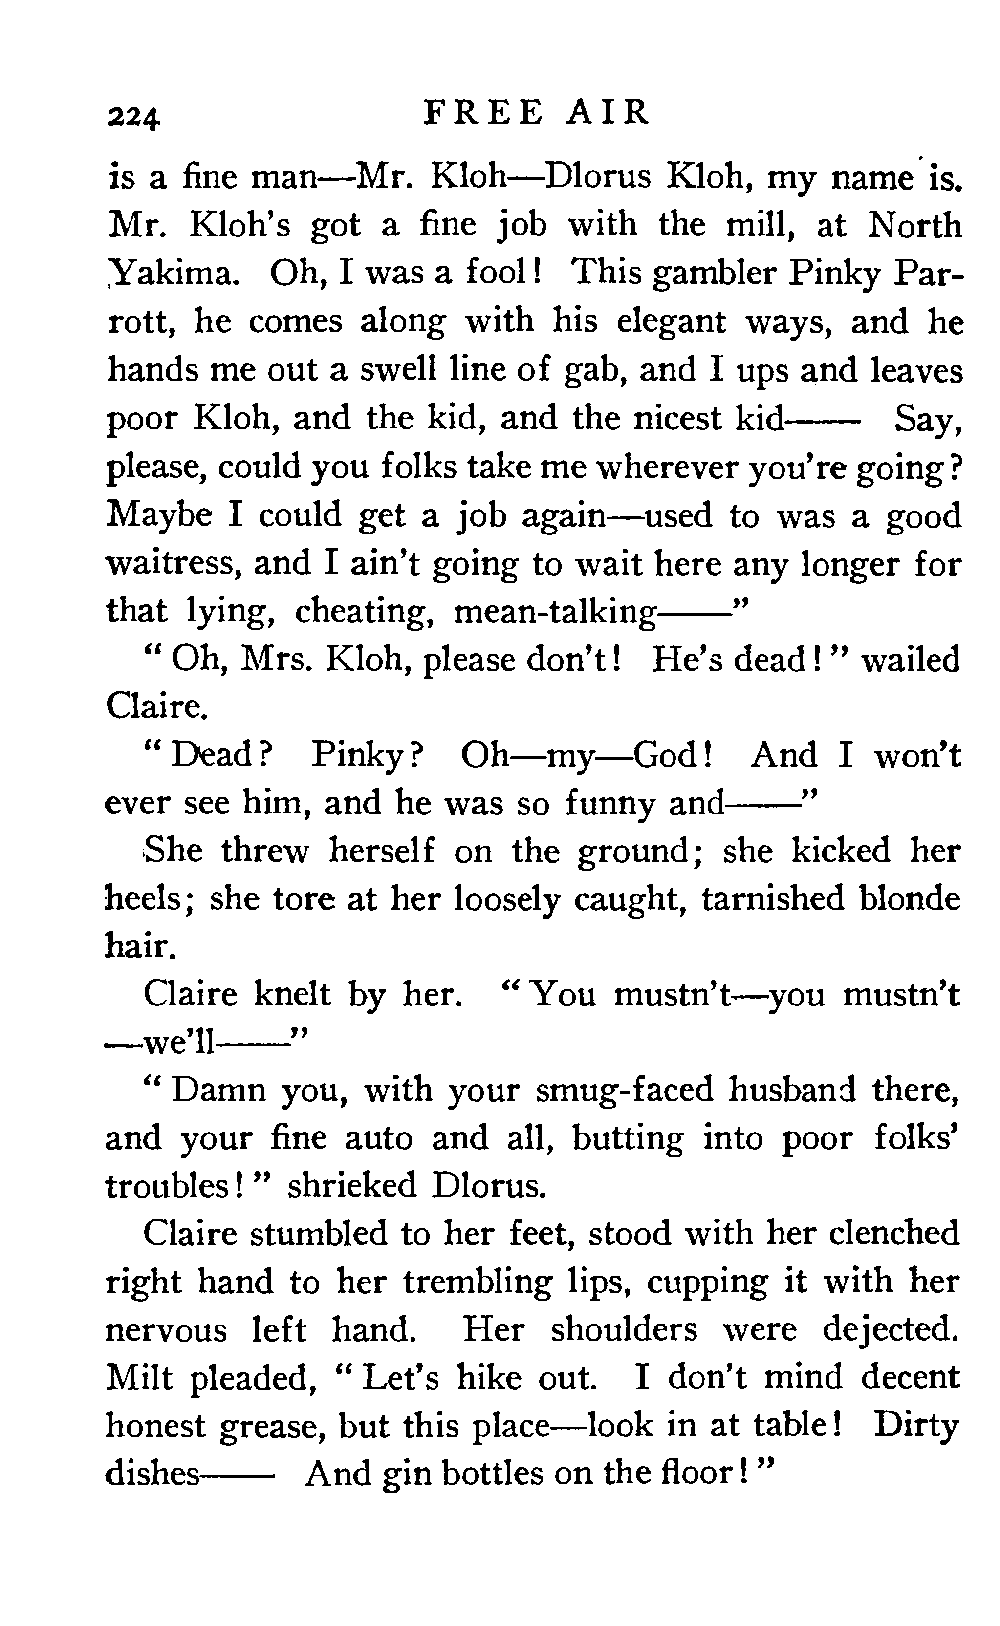 224 FREE AIR
is a fine man—Mr. Kloh—Dlorus Kloh, my name is.
Mr. Kloh's got a fine job with the mill, at North
Yakima. Oh, I was a fool! This gambler Pinky Par-
rott, he comes along with his elegant ways, and he
hands me out a swell line of gab, and I ups and leaves
poor Kloh, and the kid, and the nicest kid—— Say,
please, could you folks take me wherever you're going?
Maybe I could get a job again—used to was a good
waitress, and I ain't going to wait here any longer for
that lying, cheating, mean-talking——"
"Oh, Mrs. Kloh, please don't! He's dead!" wailed
Claire.
"Dead? Pinky? Oh—my—God! And I won't
ever see him, and he was so funny and——"
She threw herself on the ground; she kicked her
heels; she tore at her loosely caught, tarnished blonde
hair.
Claire knelt by her. "You mustn't—you mustn't
—we'll——"
"Damn you, with your smug-faced husband there,
and your fine auto and all, butting into poor folks'
troubles!" shrieked Dlorus.
Claire stumbled to her feet, stood with her clenched
right hand to her trembling lips, cupping it with her
nervous left hand. Her shoulders were dejected.
Milt pleaded, "Let's hike out. I don't mind decent
honest grease, but this place—look in at table! Dirty
dishes—— And gin bottles on the floor!"